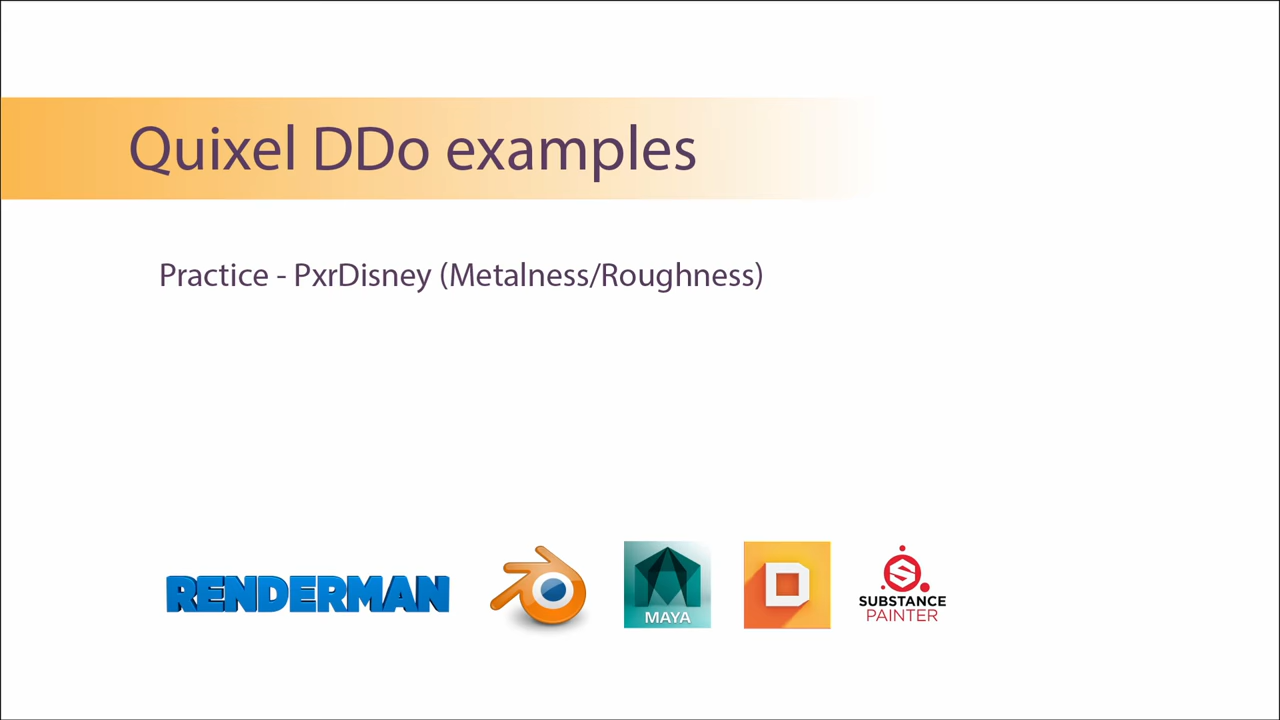 Quixel DDo examples
Practice - PxrDisney (Metalness/Roughness)
RENDERMAN
MAYA
D
S
SUBSTANCE
PAINTER